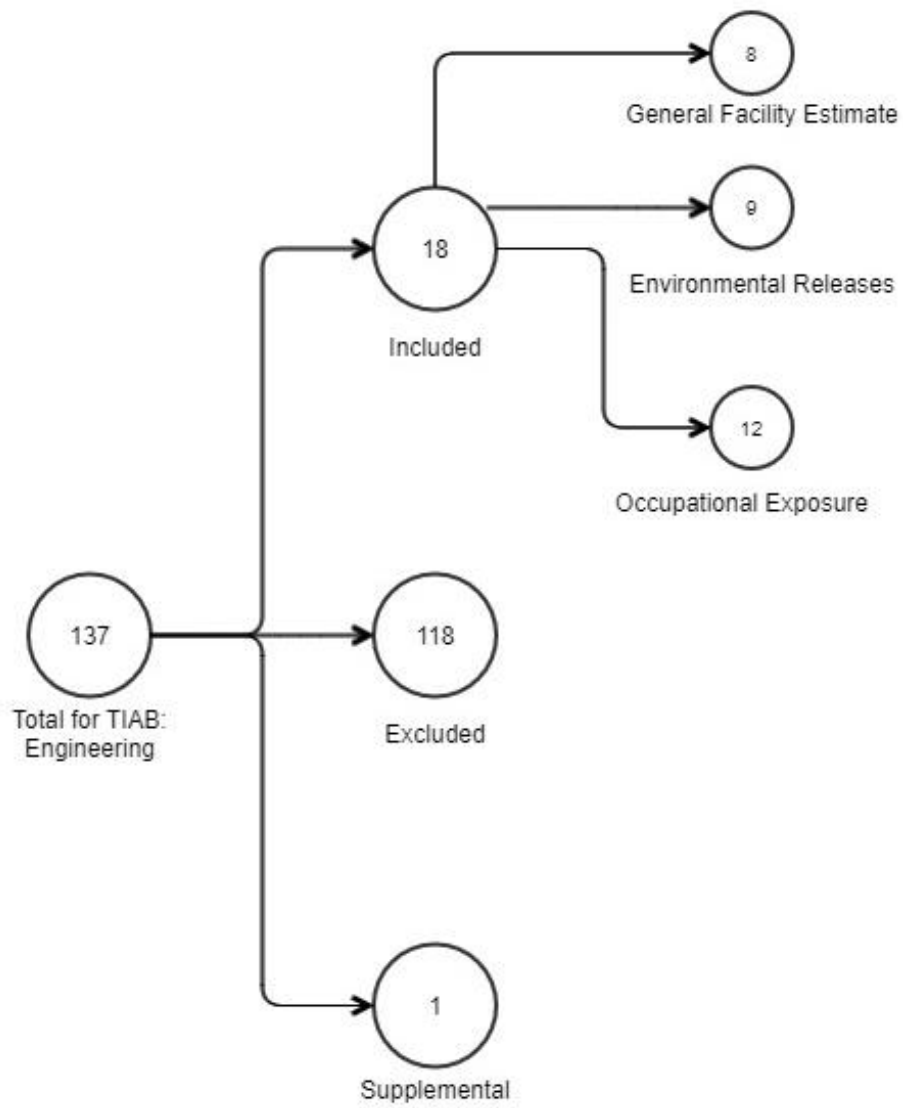 8
General Facility Estimate
9
Environmental Releases
18
Included
12
Occupational Exposure
137
Total for TIAB:
Engineering
118
Excluded
1
Supplemental